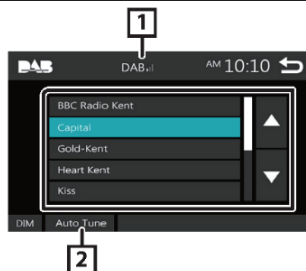 1
DAB DAB AM 10:10
BBC Radio Kent
Capital
Gold-Kent
Heart Kent
Kiss
DIM Auto Tune
2